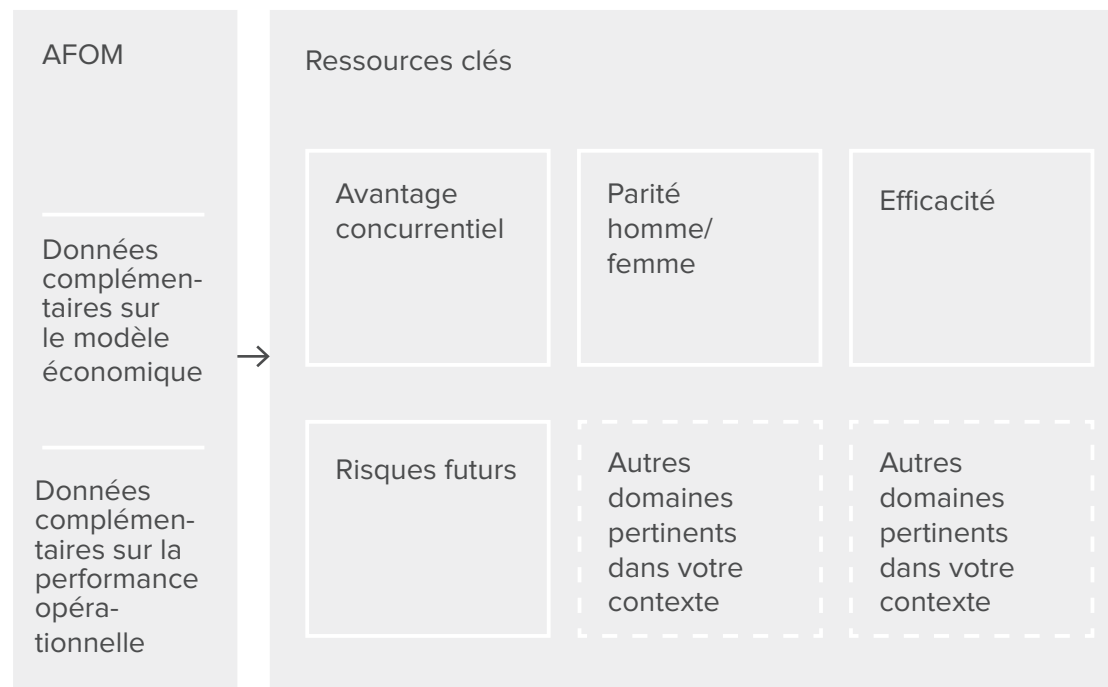 AFOM
Données
complémen-
taires sur
le modèle
économique
Données
complémen-
taires sur la
performance
opéra-
tionnelle
Ressources clés
Avantage
concurrentiel
Parité
homme/
femme
Efficacité
Risques futurs
Autres
domaines
pertinents
dans votre
contexte
Autres
domaines
pertinents
dans votre
contexte